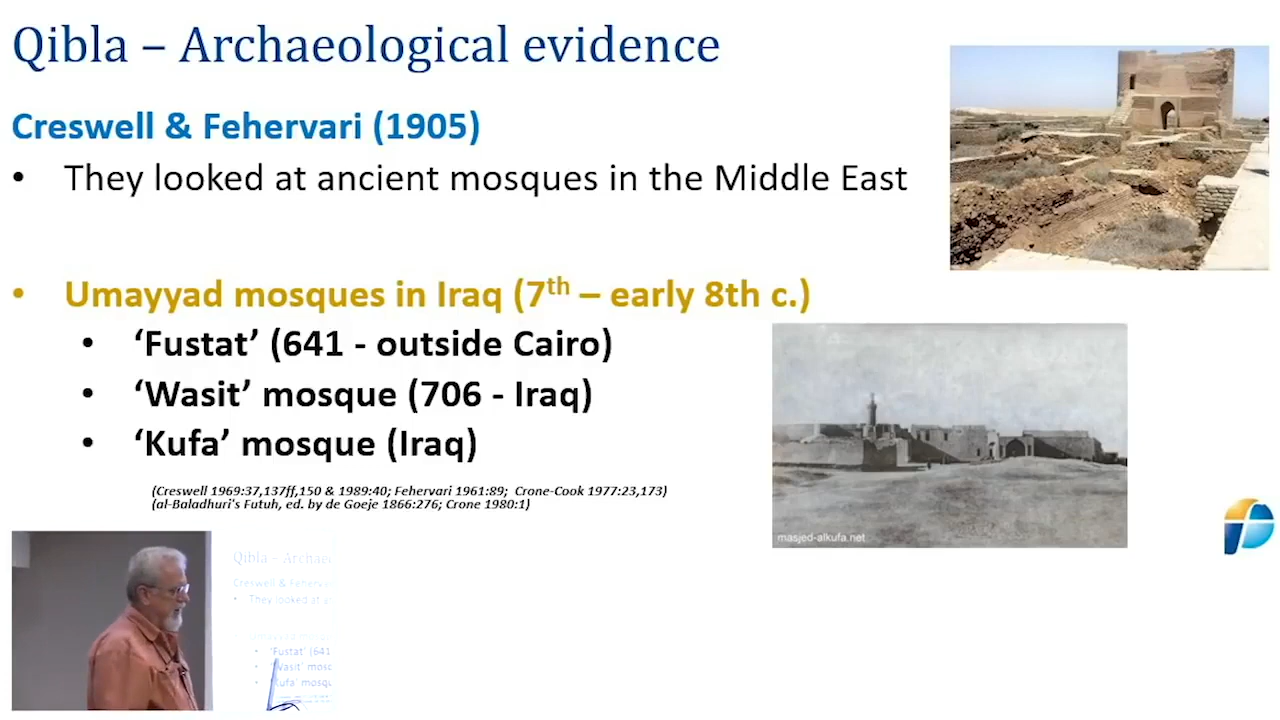 Qibla – Archaeological evidence
Creswell & Fehervari (1905)
• They looked at ancient mosques in the Middle East
• Umayyad mosques in Iraq (7th – early 8th c.)
• ‘Fustat’ (641 - outside Cairo)
• ‘Wasit’ mosque (706 - Iraq)
• ‘Kufa’ mosque (Iraq)
(Creswell 1969:37,137ff,150 & 1989:40; Fehervari 1961:89; Crone-Cook 1977:23,173)
(al-Baladhuri's Futuh, ed. by de Goeje 1866:276; Crone 1980:1)
masjed-alkufa.net
Qibla – Archae
Creswell & Feherv
• They looked at
• Umayyad
• ‘Fustat’ (641
• ‘Wasit’ mosq
• ‘Kufa’ mosqu